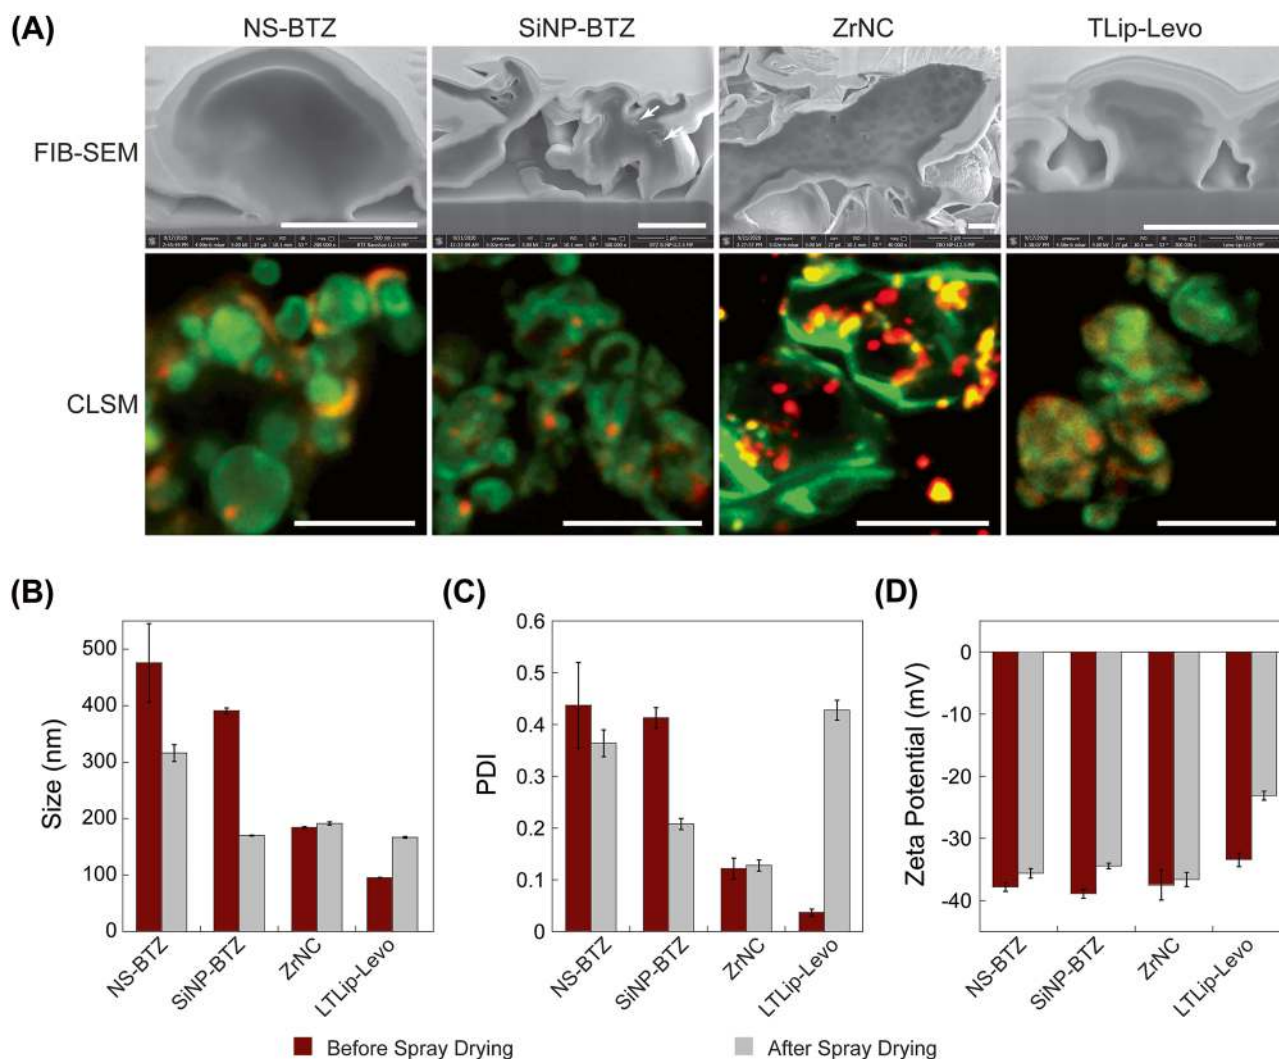 (A)
NS-BTZ SiNP-BTZ ZrNC TLip-Levo
FIB-SEM
CLSM
(B) (C) (D)
Size (nm)
500
400
300
200
100
0
NS-BTZ SiNP-BTZ ZrNC LTLip-Levo
PDI
0.6
0.5
0.4
0.3
0.2
0.1
0
NS-BTZ SiNP-BTZ ZrNC LTLip-Levo
Zeta Potential (mV)
0
-10
-20
-30
-40
NS-BTZ SiNP-BTZ ZrNC LTLip-Levo
Before Spray Drying After Spray Drying